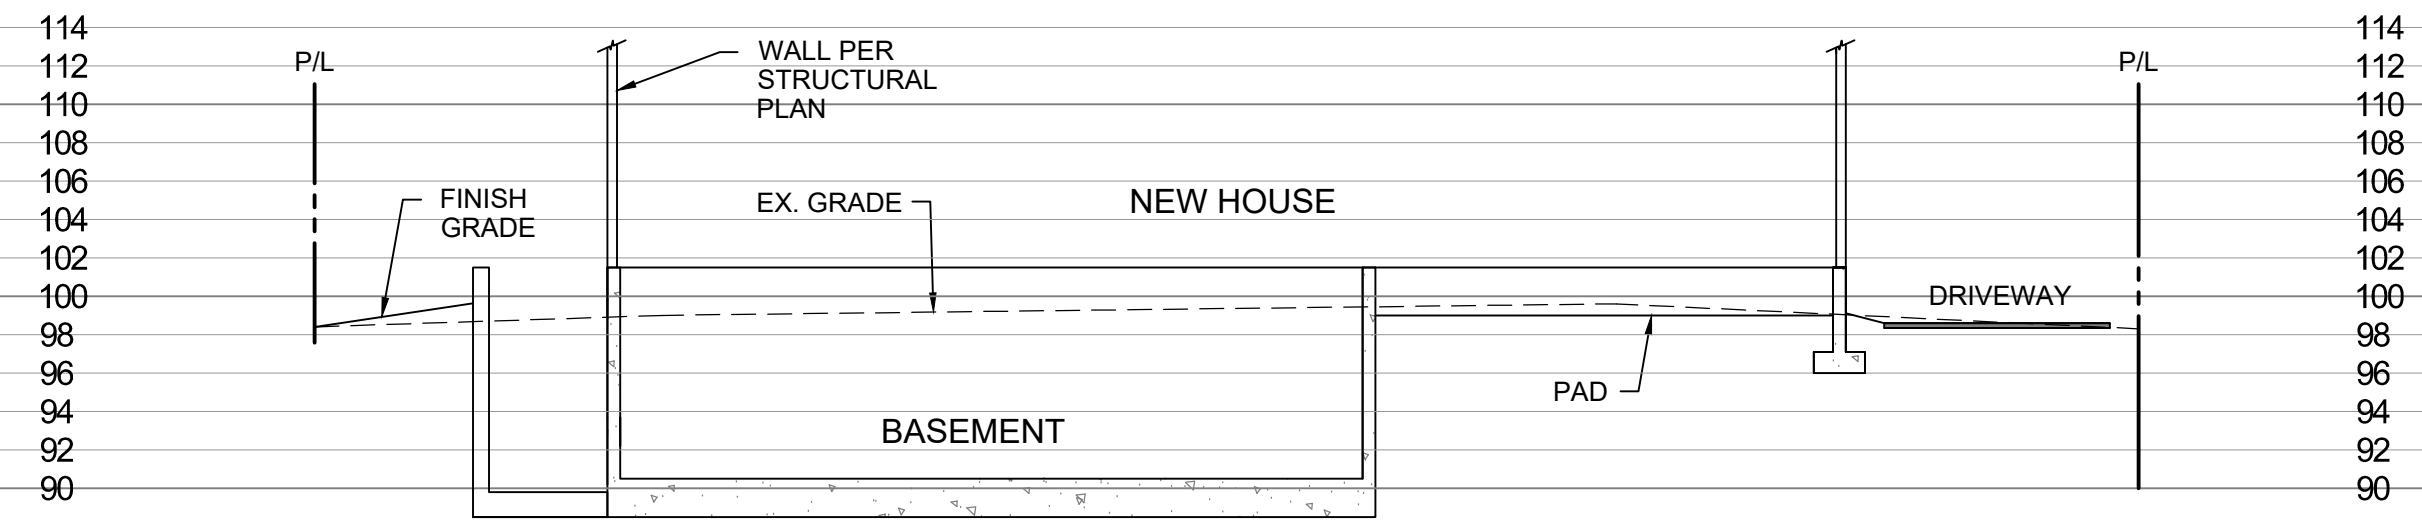 114 114
P/L WALL PER P/L
112 112
STRUCTURAL
110 PLAN 110
108 108
106 106
FINISH EX. GRADE NEW HOUSE
104 104
GRADE
102 102
100 DRIVEWAY 100
98 98
96 96
PAD
94 94
BASEMENT
92 92
90 90